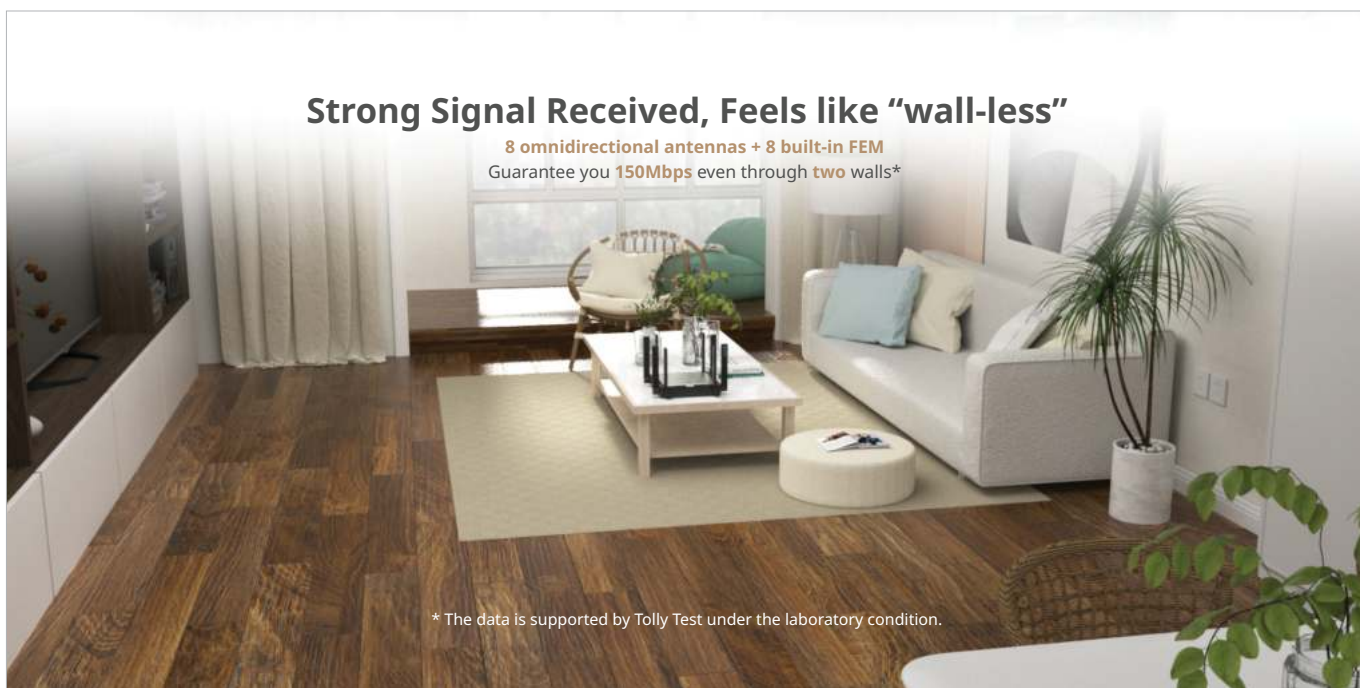 Strong Signal Received, Feels like “wall-less”
8 omnidirectional antennas + 8 built-in FEM
Guarantee you 150Mbps even through two walls*
* The data is supported by Tolly Test under the laboratory condition.